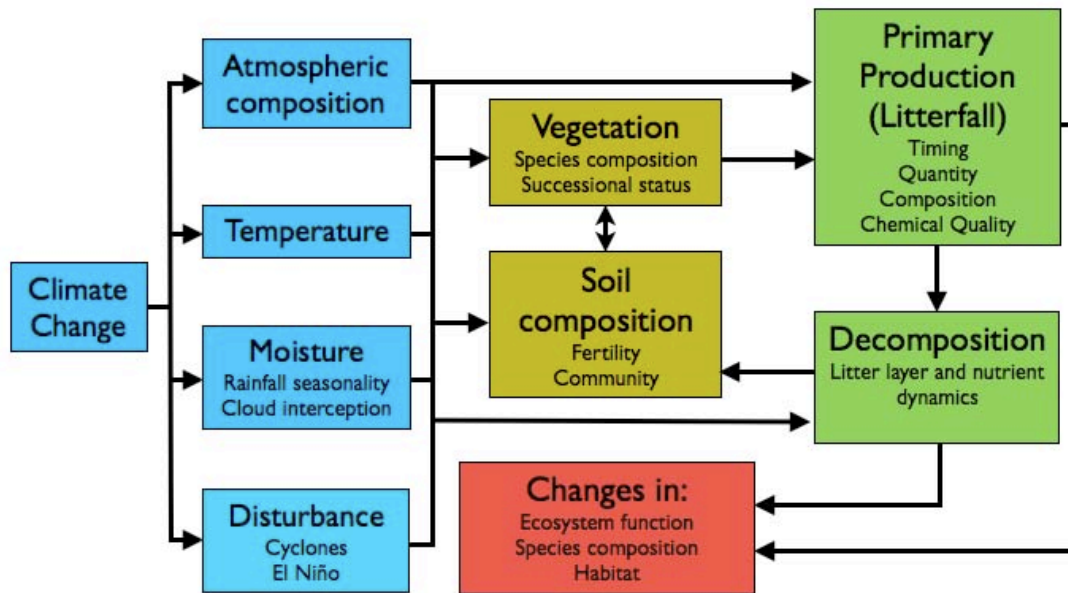 Climate
Change
Atmospheric
composition
Temperature
Moisture
Rainfall seasonality
Cloud interception
Disturbance
Cyclones
El Niño
Vegetation
Species composition
Successional status
Soil
composition
Fertility
Community
Primary
Production
(Litterfall)
Timing
Quantity
Composition
Chemical Quality
Decomposition
Litter layer and nutrient
dynamics
Changes in:
Ecosystem function
Species composition
Habitat